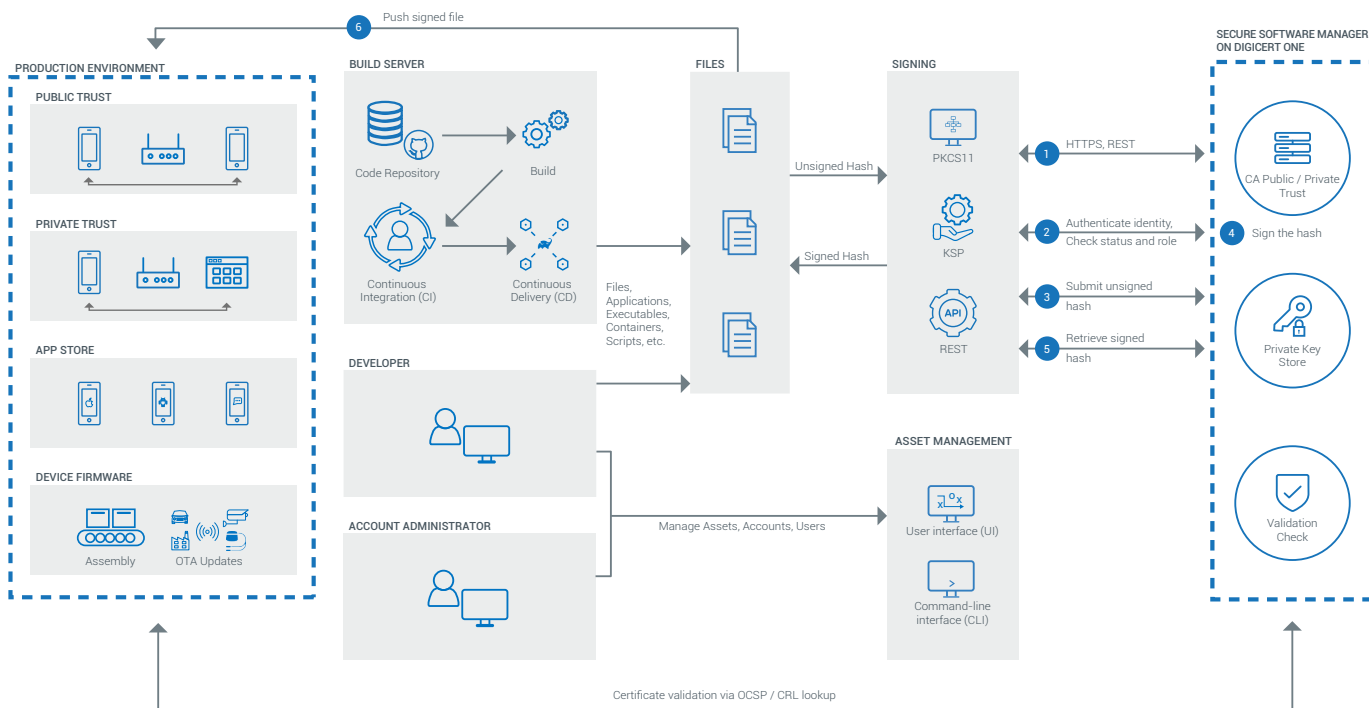 6
Push signed file
SECURE SOFTWARE MANAGER
ON DIGICERT ONE
PRODUCTION ENVIRONMENT
PUBLIC TRUST
PRIVATE TRUST
APP STORE
DEVICE FIRMWARE
Assembly
OTA Updates
BUILD SERVER
Code Repository
Build
Continuous
Integration (CI)
Continuous
Delivery (CD)
Files,
Applications,
Executables,
Containers,
Scripts, etc.
DEVELOPER
ACCOUNT ADMINISTRATOR
Manage Assets, Accounts, Users
FILES
Unsigned Hash
Signed Hash
SIGNING
PKCS11
KSP
API
REST
1
HTTPS, REST
2
Authenticate identity,
Check status and role
3
Submit unsigned
hash
5
Retrieve signed
hash
CA Public / Private
Trust
4
Sign the hash
Private Key
Store
Validation
Check
ASSET MANAGEMENT
User interface (UI)
Command-line
interface (CLI)
Certificate validation via OCSP / CRL lookup